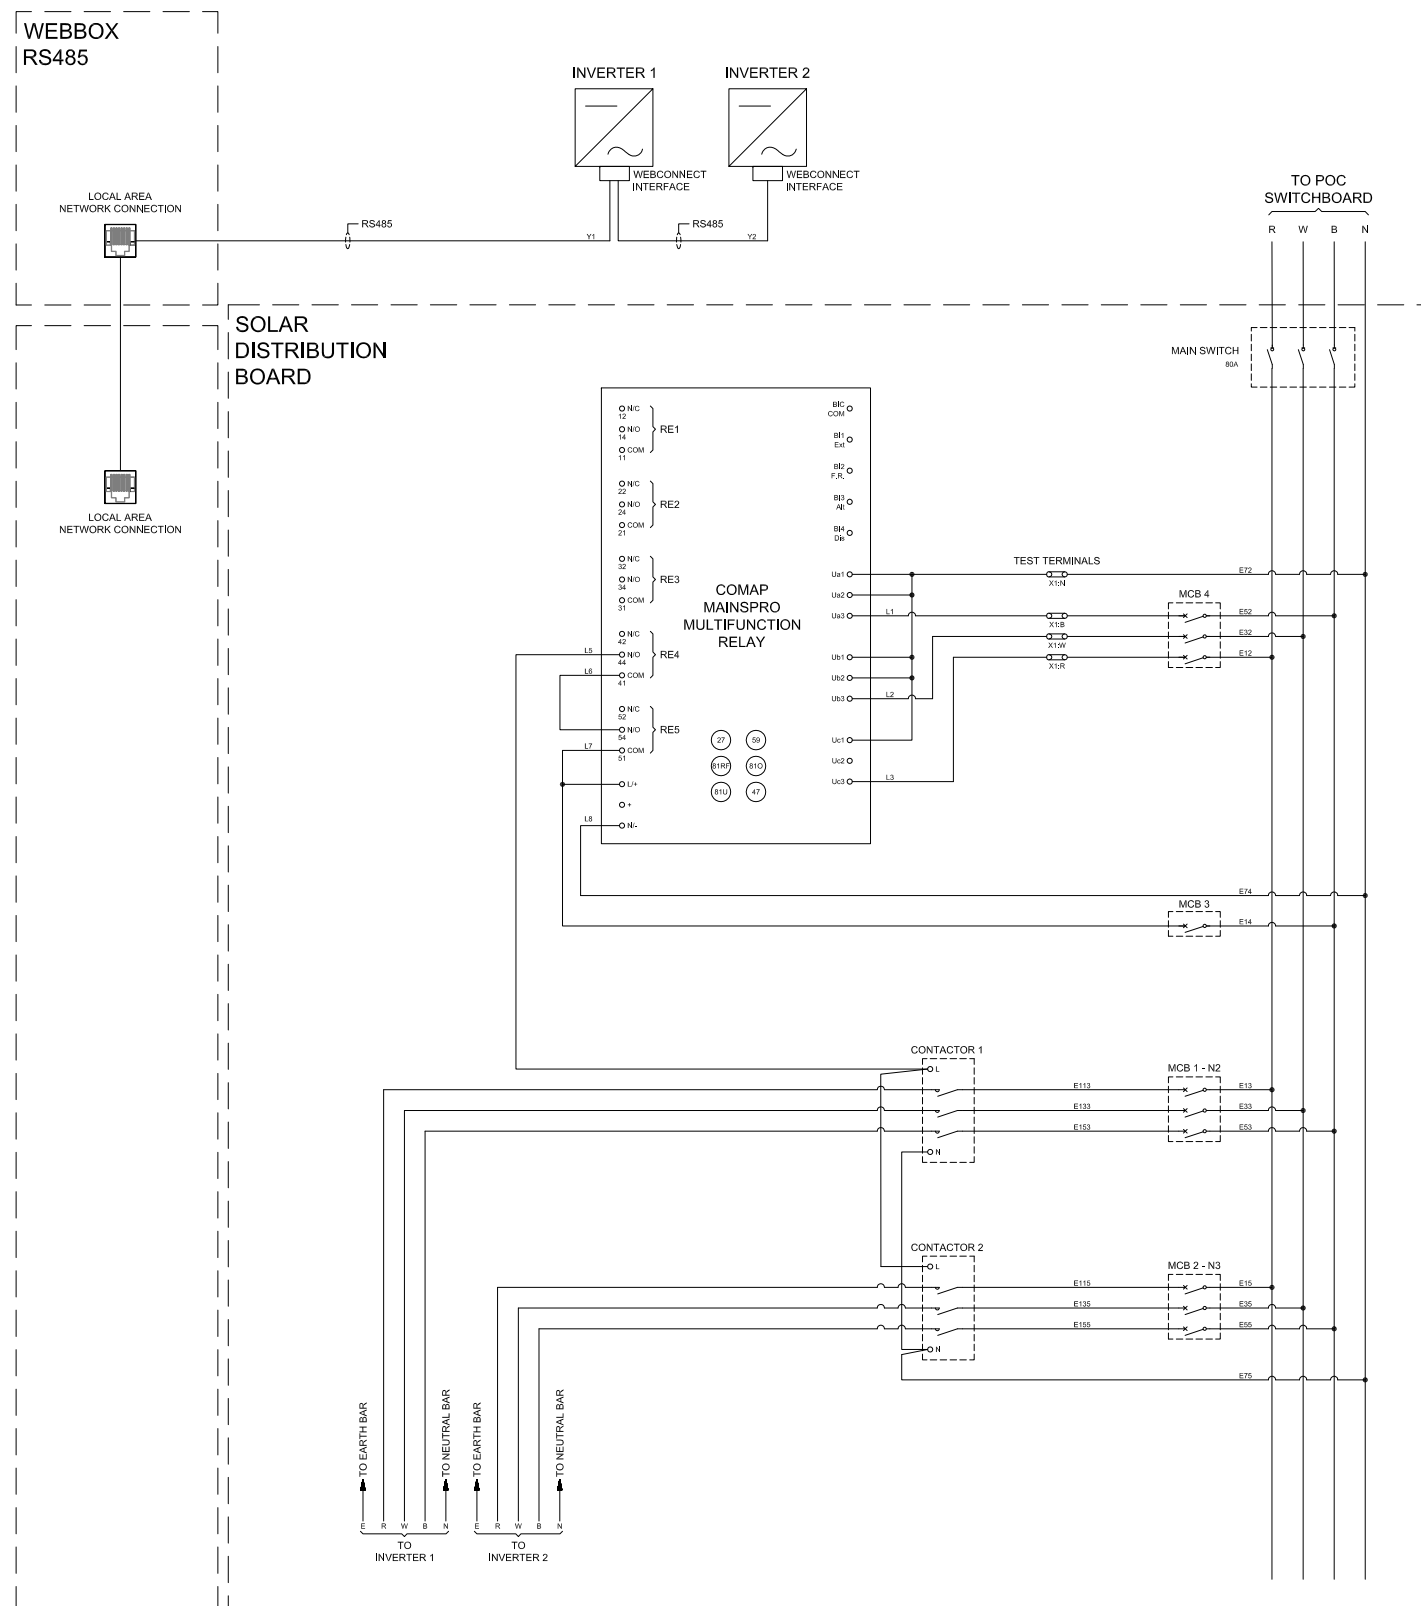 WEBBOX
RS485
LOCAL AREA
NETWORK CONNECTION
INVERTER 1
INVERTER 2
WEBCONNECT
INTERFACE
WEBCONNECT
INTERFACE
RS485
RS485
Y1
Y2
TO POC
SWITCHBOARD
R W B N
MAIN SWITCH
80A
SOLAR
DISTRIBUTION
BOARD
LOCAL AREA
NETWORK CONNECTION
N/C
12
N/O
14
COM
11
RE1
N/C
22
N/O
24
COM
21
RE2
N/C
32
N/O
34
COM
31
RE3
N/C
42
N/O
44
COM
41
RE4
N/C
52
N/O
54
COM
51
RE5
L/+
+
N/-
L5
L6
L7
L8
COMAP
MAINSPRO
MULTIFUNCTION
RELAY
27 59
81RF 81O
81U 47
BIC
COM
BI1
Ext
BI2
F.R.
BI3
Alt
BI4
Dis
Ua1
Ua2
Ua3
Ub1
Ub2
Ub3
Uc1
Uc2
Uc3
L1
L2
L3
TEST TERMINALS
X1:N
X1:B
X1:W
X1:R
MCB 4
E72
E52
E32
E12
E74
MCB 3
E14
CONTACTOR 1
L
N
E113
E133
E153
MCB 1 - N2
E13
E33
E53
CONTACTOR 2
L
N
E115
E135
E155
MCB 2 - N3
E15
E35
E55
E75
TO EARTH BAR
TO NEUTRAL BAR
TO EARTH BAR
TO NEUTRAL BAR
E R W B N
E R W B N
TO
INVERTER 1
TO
INVERTER 2